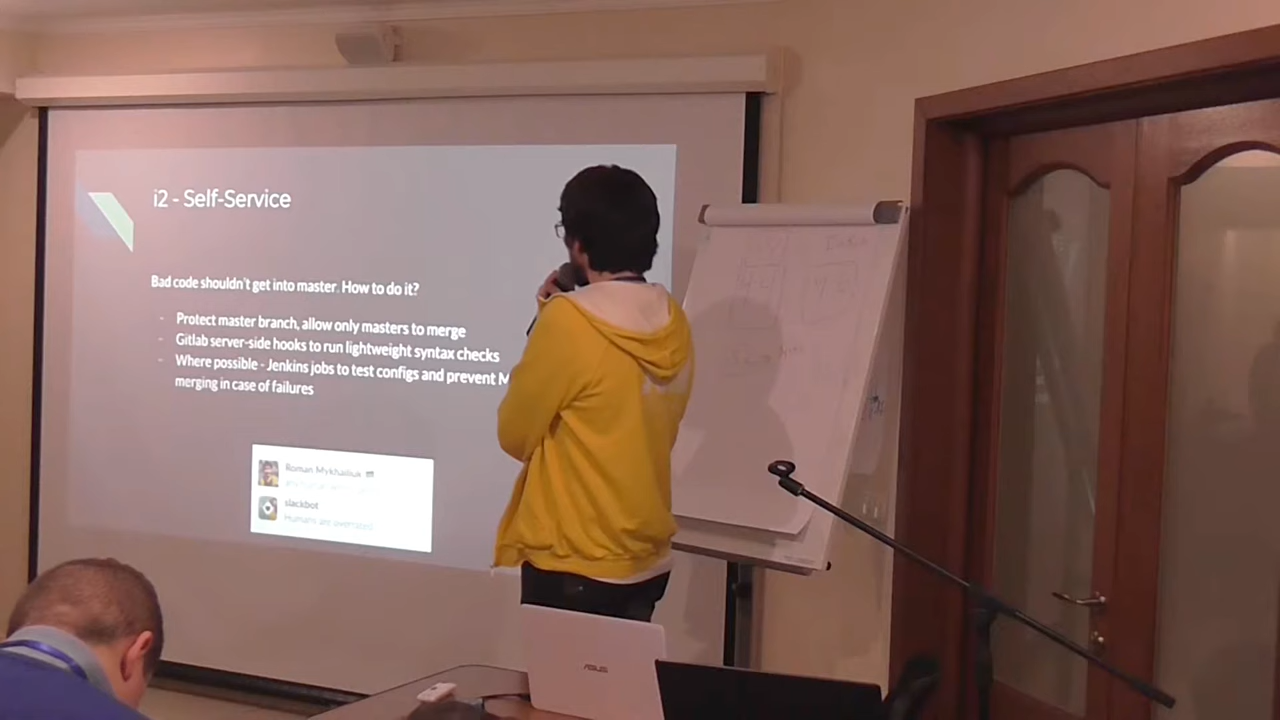 i2 - Self-Service
Bad code shouldn't get into master. How to do it?
- Protect master branch, allow only masters to merge
- Gitlab server-side hooks to run lightweight syntax checks
- Where possible - Jenkins jobs to test configs and prevent M
merging in case of failures
Roman Mykhailiuk
slackbot
Humans are overrated
ASUS